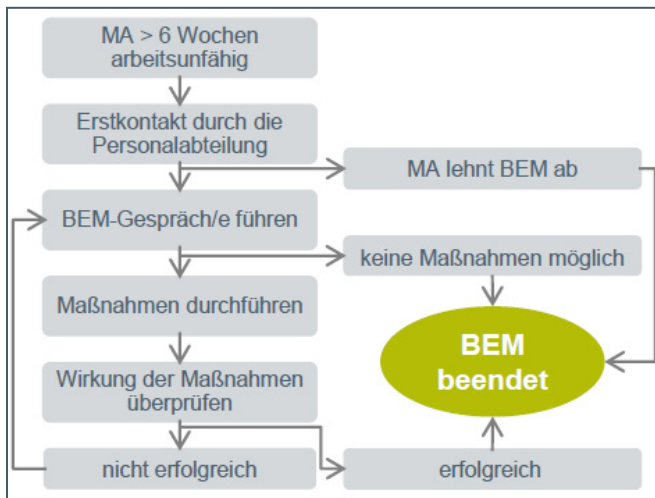 MA > 6 Wochen
arbeitsunfähig
Erstkontakt durch die
Personalabteilung
MA lehnt BEM ab
BEM-Gespräch/e führen
keine Maßnahmen möglich
Maßnahmen durchführen
BEM
beendet
Wirkung der Maßnahmen
überprüfen
nicht erfolgreich
erfolgreich